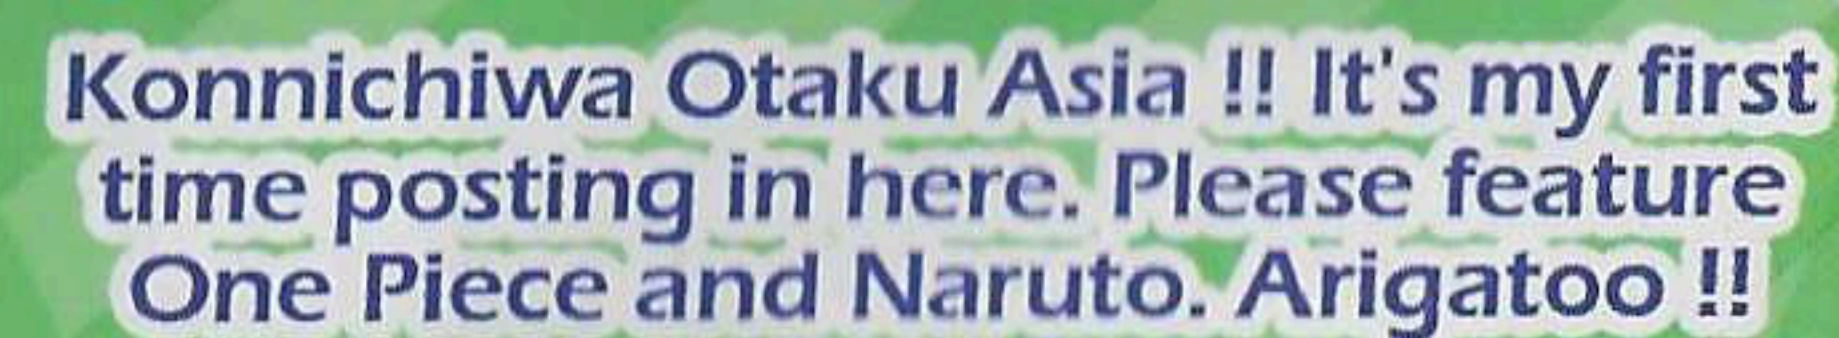 Konnichiwa Otaku Asia !! It's my first
time posting in here. Please feature
One Piece and Naruto. Arigatoo !!